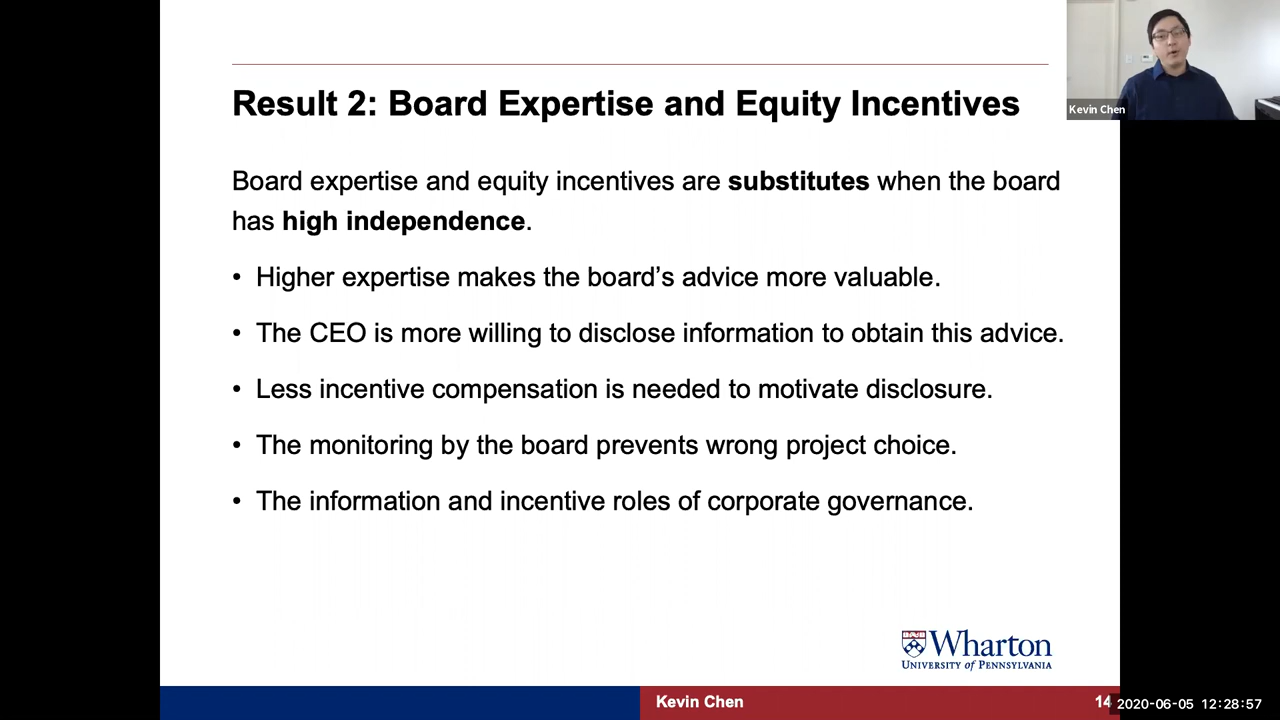 Kevin Chen
Result 2: Board Expertise and Equity Incentives
Board expertise and equity incentives are substitutes when the board
has high independence.
• Higher expertise makes the board’s advice more valuable.
• The CEO is more willing to disclose information to obtain this advice.
• Less incentive compensation is needed to motivate disclosure.
• The monitoring by the board prevents wrong project choice.
• The information and incentive roles of corporate governance.
Wharton
UNIVERSITY of PENNSYLVANIA
Kevin Chen
14
2020-06-05 12:28:57